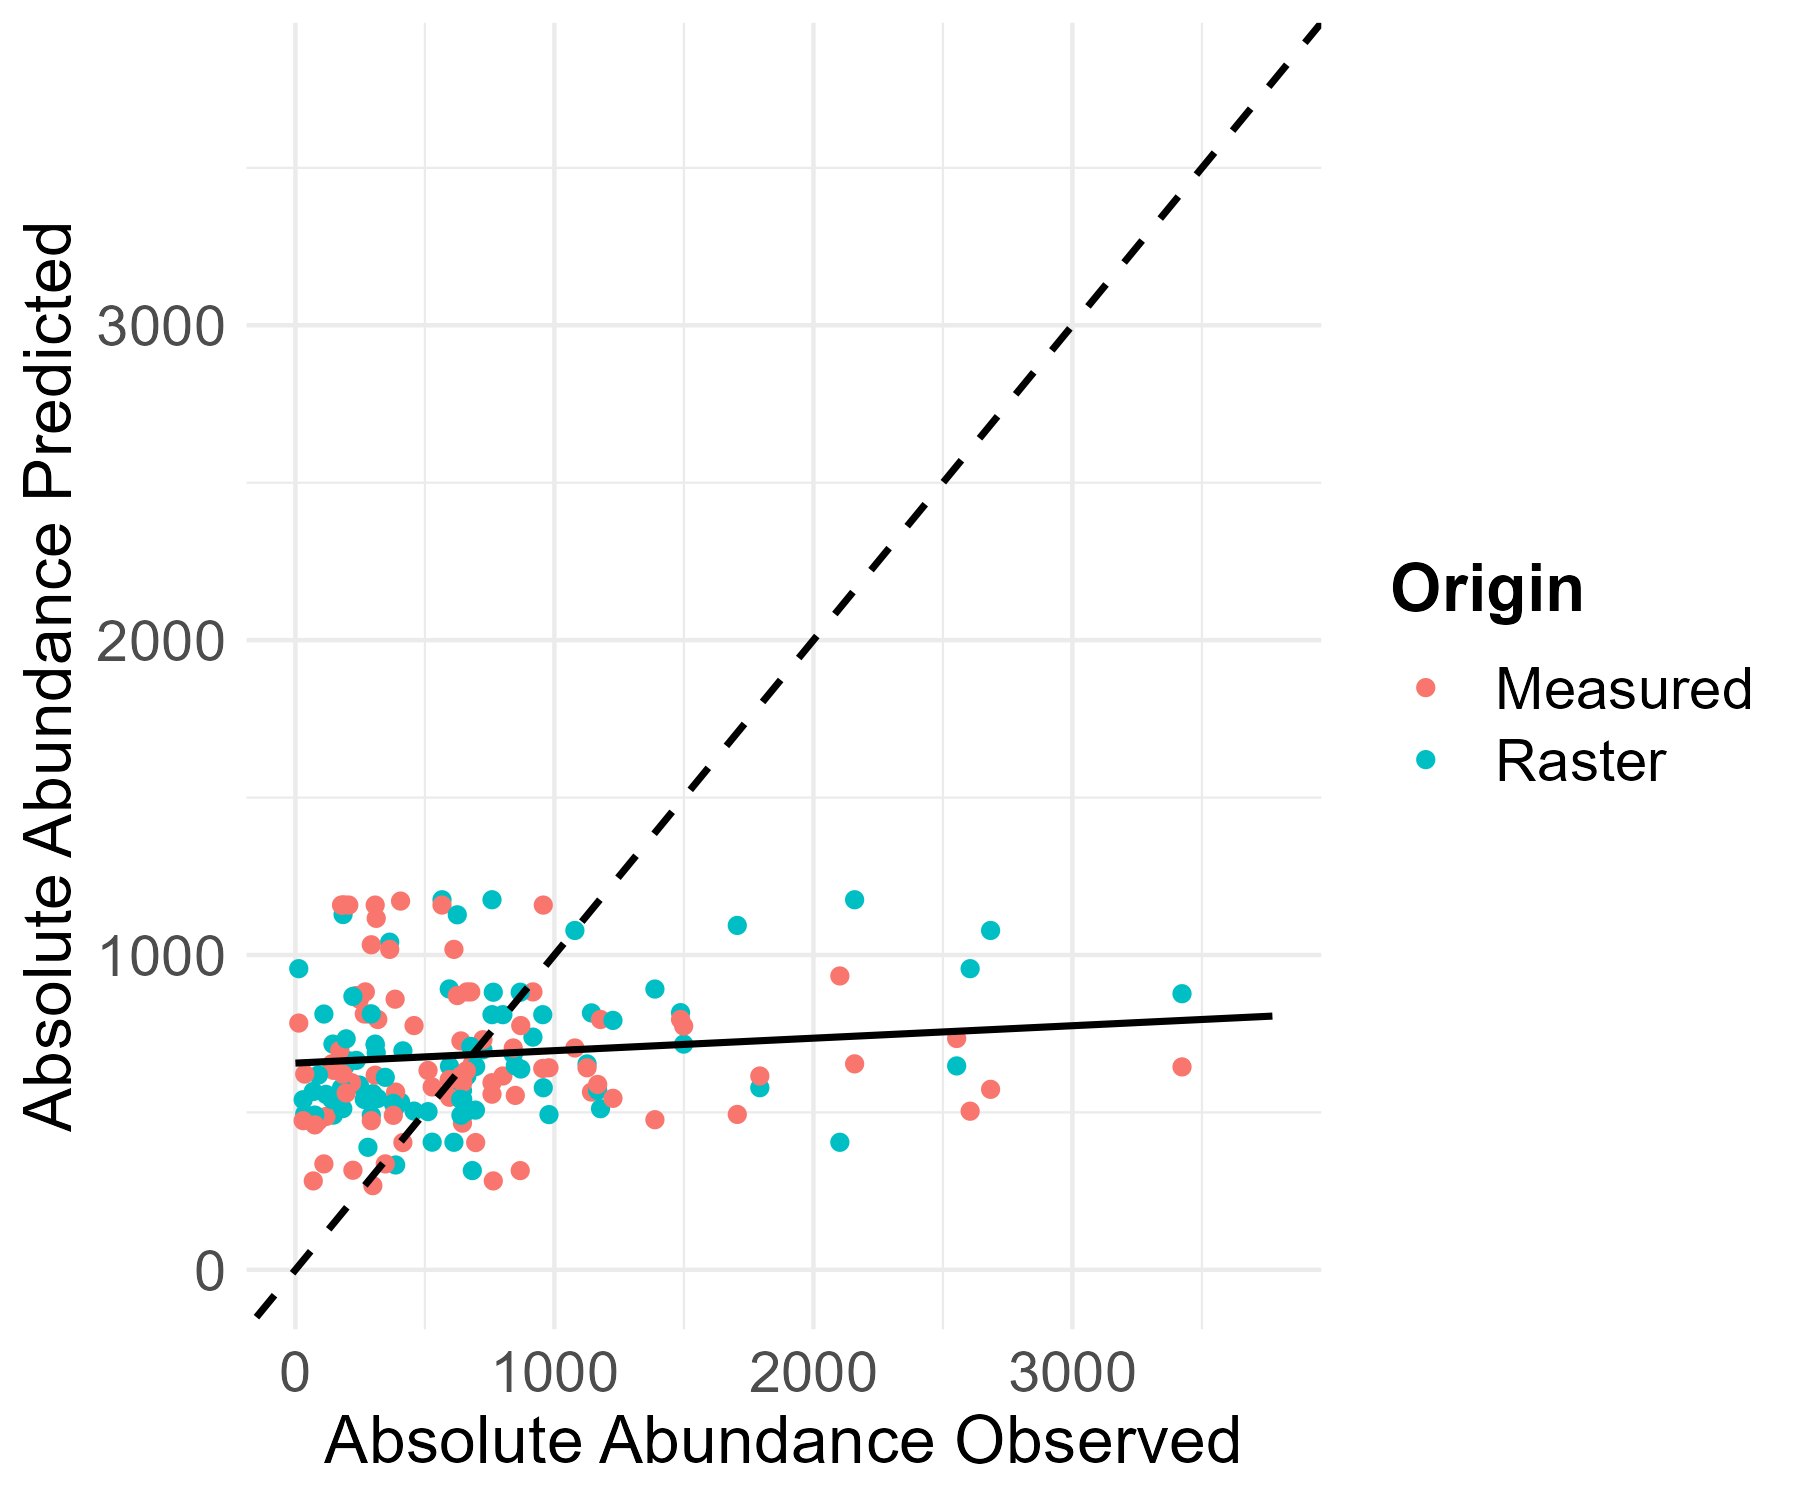 Absolute Abundance Predicted
3000
2000
1000
0
0 1000 2000 3000
Absolute Abundance Observed
Origin
Measured
Raster